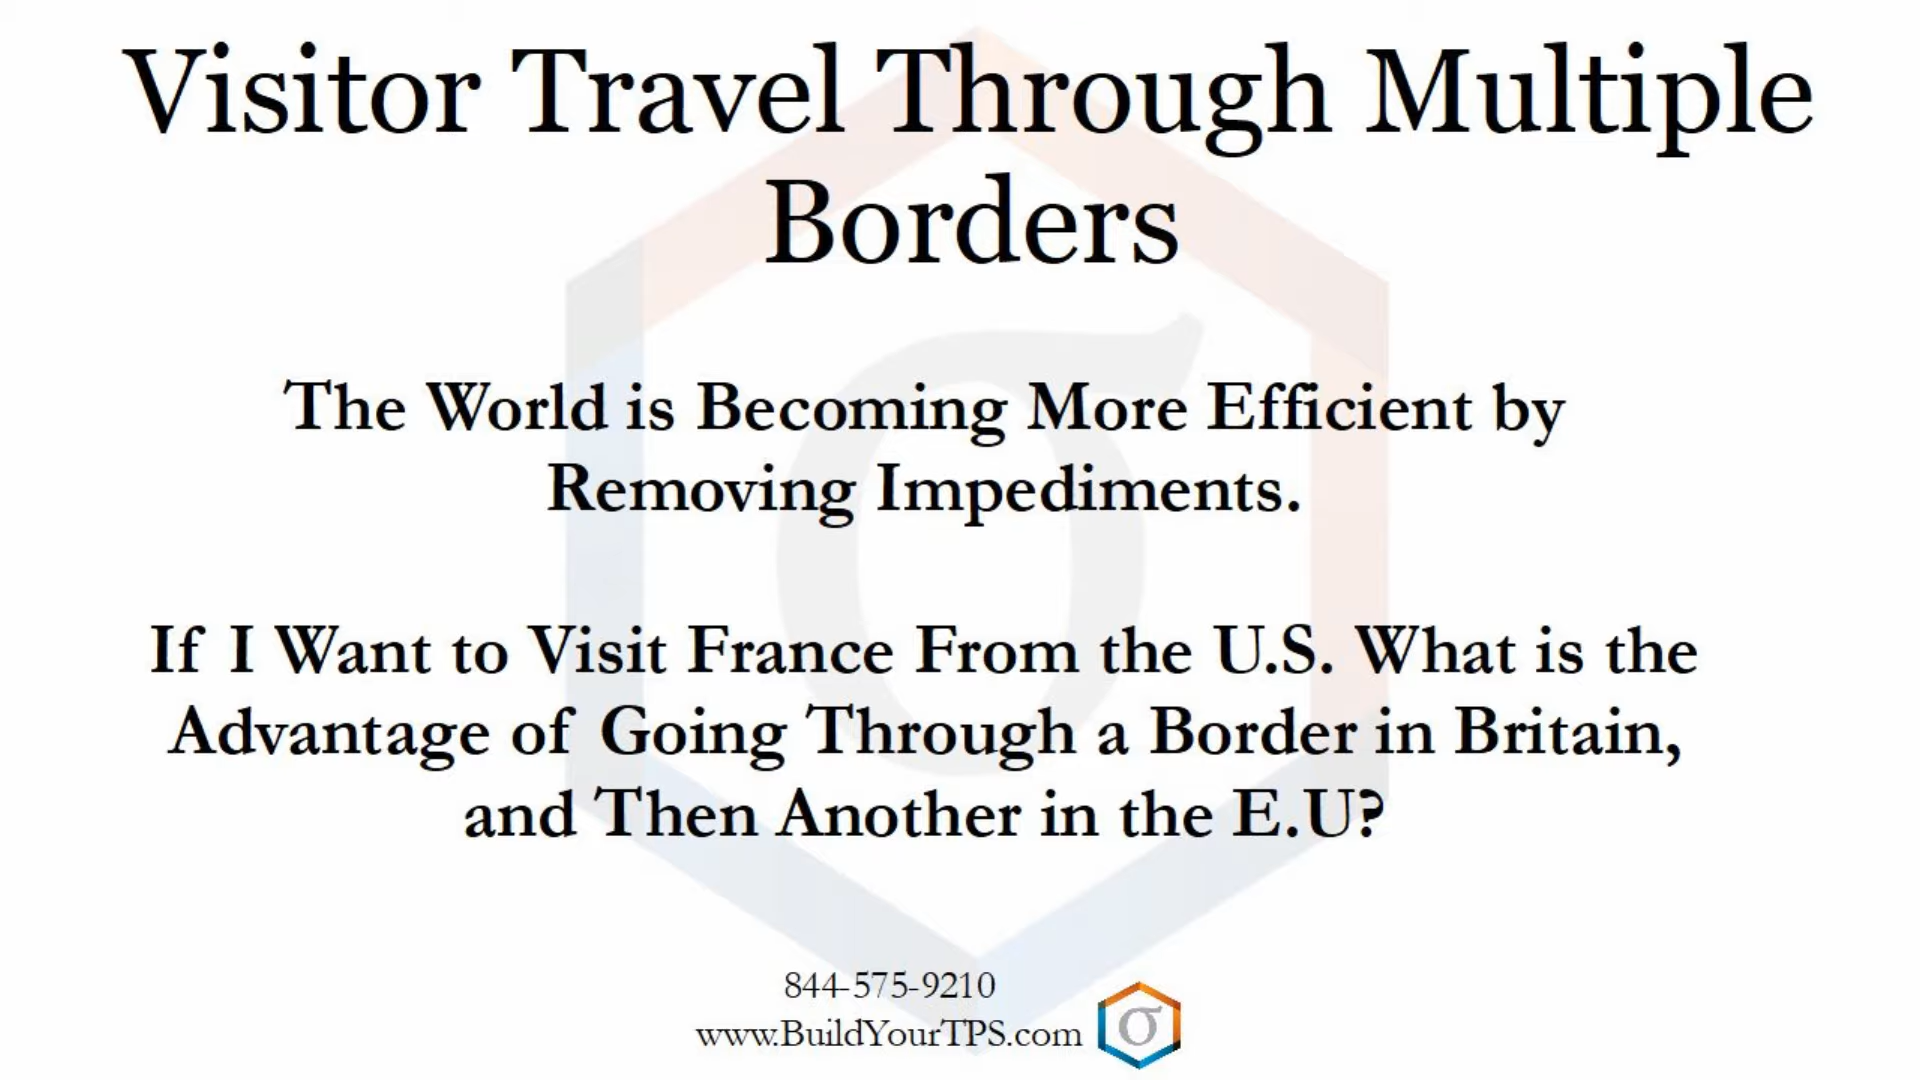 Visitor Travel Through Multiple
Borders
The World is Becoming More Efficient by
Removing Impediments.
If I Want to Visit France From the U.S. What is the
Advantage of Going Through a Border in Britain,
and Then Another in the E.U?
844-575-9210
www.BuildYourTPS.com
σ